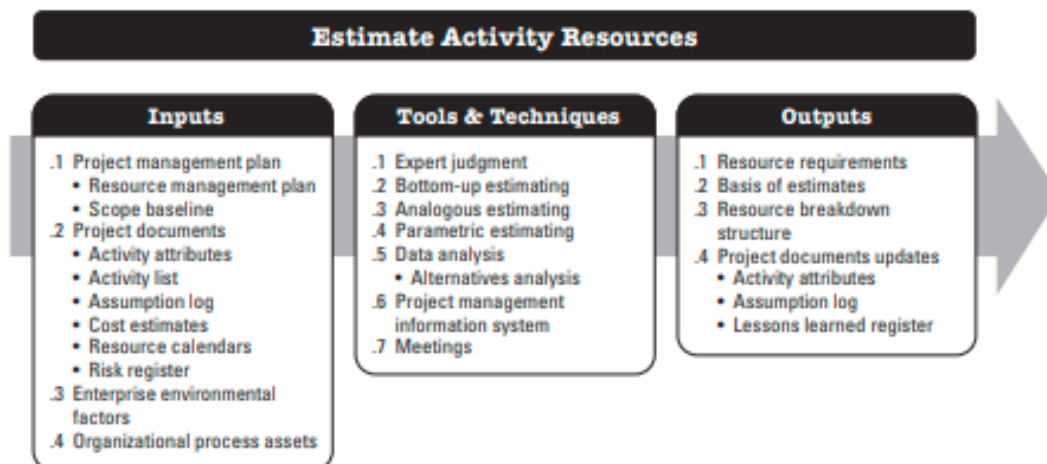 Estimate Activity Resources
Inputs
.1 Project management plan
• Resource management plan
• Scope baseline
.2 Project documents
• Activity attributes
• Activity list
• Assumption log
• Cost estimates
• Resource calendars
• Risk register
.3 Enterprise environmental
factors
.4 Organizational process assets
Tools & Techniques
.1 Expert judgment
.2 Bottom-up estimating
.3 Analogous estimating
.4 Parametric estimating
.5 Data analysis
• Alternatives analysis
.6 Project management
information system
.7 Meetings
Outputs
.1 Resource requirements
.2 Basis of estimates
.3 Resource breakdown
structure
.4 Project documents updates
• Activity attributes
• Assumption log
• Lessons learned register